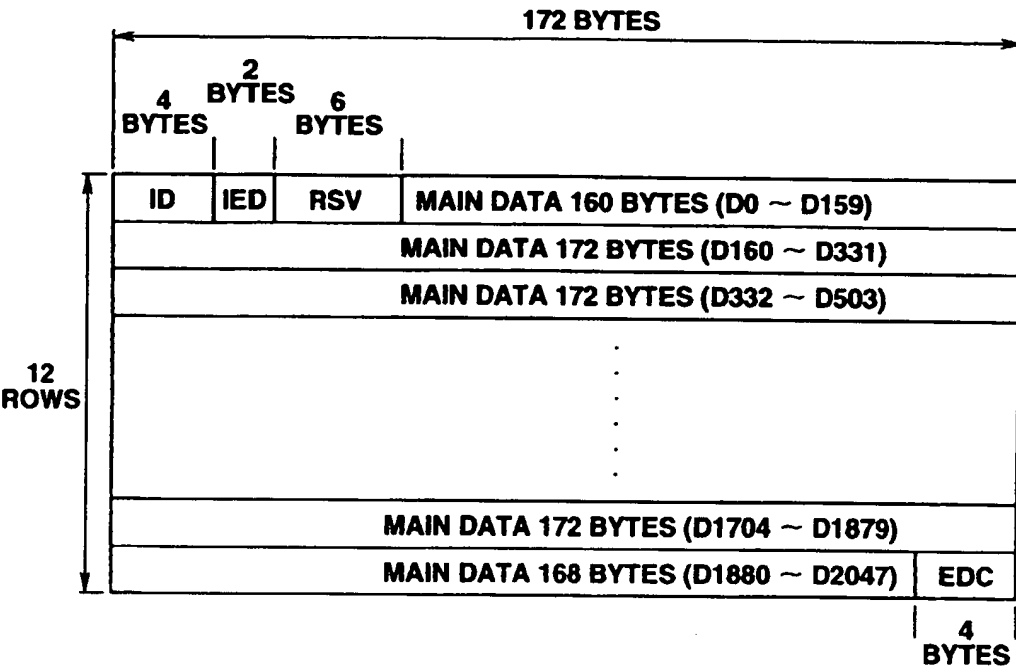 172 BYTES
2
BYTES
4
BYTES
6
BYTES
ID IED RSV MAIN DATA 160 BYTES (D0 ~ D159)
MAIN DATA 172 BYTES (D160 ~ D331)
MAIN DATA 172 BYTES (D332 ~ D503)
12
ROWS
MAIN DATA 172 BYTES (D1704 ~ D1879)
MAIN DATA 168 BYTES (D1880 ~ D2047) EDC
4
BYTES